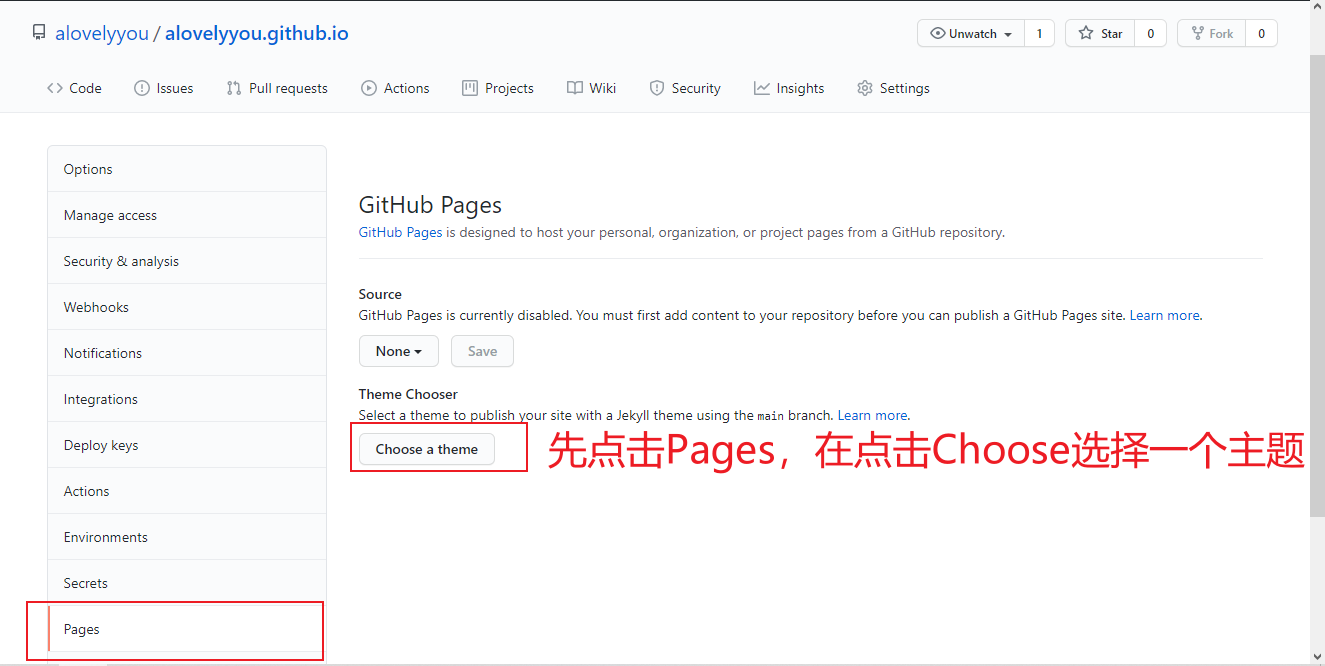 alovelyyou / alovelyyou.github.io
Unwatch 1 Star 0 Fork 0
Code Issues Pull requests Actions Projects Wiki Security Insights Settings
Options
Manage access
Security & analysis
Webhooks
Notifications
Integrations
Deploy keys
Actions
Environments
Secrets
Pages
GitHub Pages
GitHub Pages is designed to host your personal, organization, or project pages from a GitHub repository.
Source
GitHub Pages is currently disabled. You must first add content to your repository before you can publish a GitHub Pages site. Learn more.
None Save
Theme Chooser
Select a theme to publish your site with a Jekyll theme using the main branch. Learn more.
Choose a theme
先点击Pages，在点击Choose选择一个主题